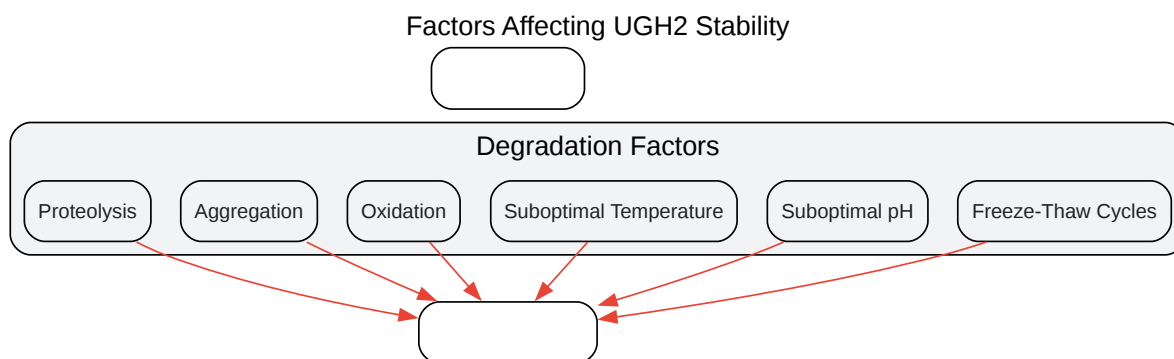 Factors Affecting UGH2 Stability
Degradation Factors
Proteolysis
Aggregation
Oxidation
Suboptimal Temperature
Suboptimal pH
Freeze-Thaw Cycles